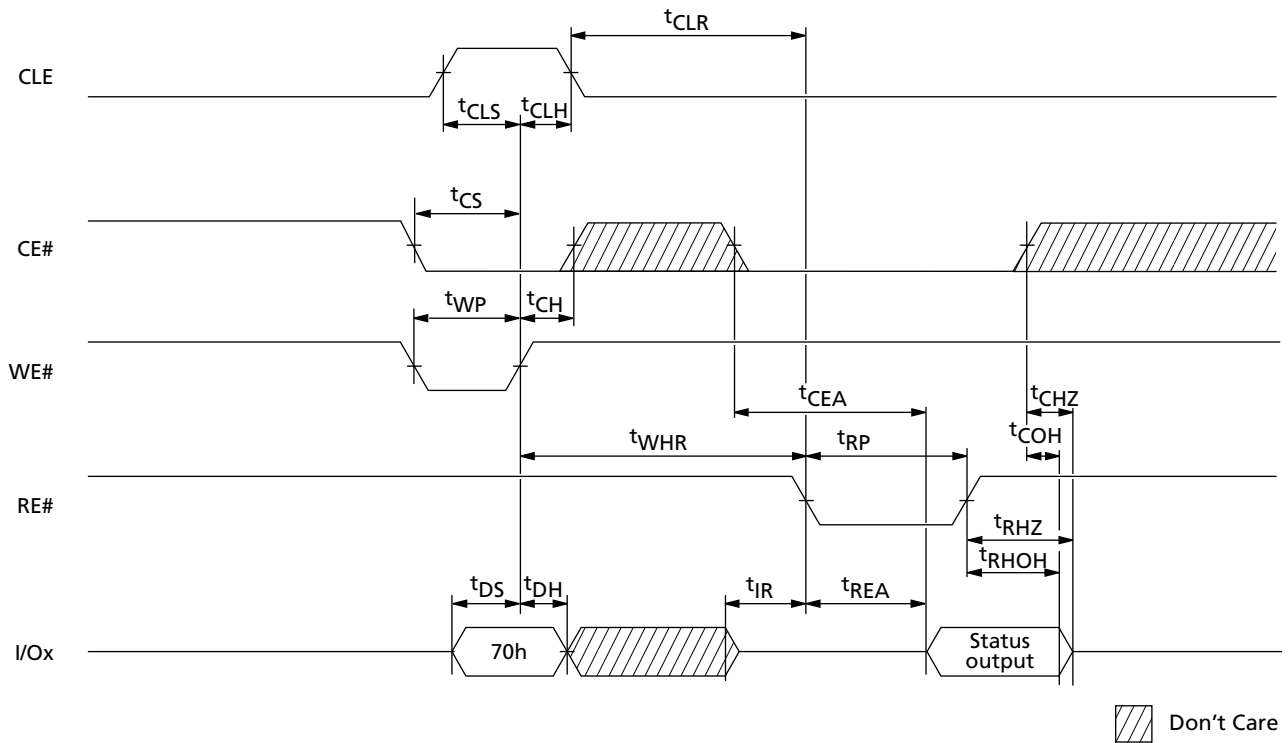 tCLR
CLE
tCLS tCLH
tCS
CE#
tWP tCH
WE#
tCEA tCHZ
tWHR tRP tCOH
RE#
tRHZ
tRHOH
tDS tDH tIR tREA
I/Ox 70h Status
output
Don't Care